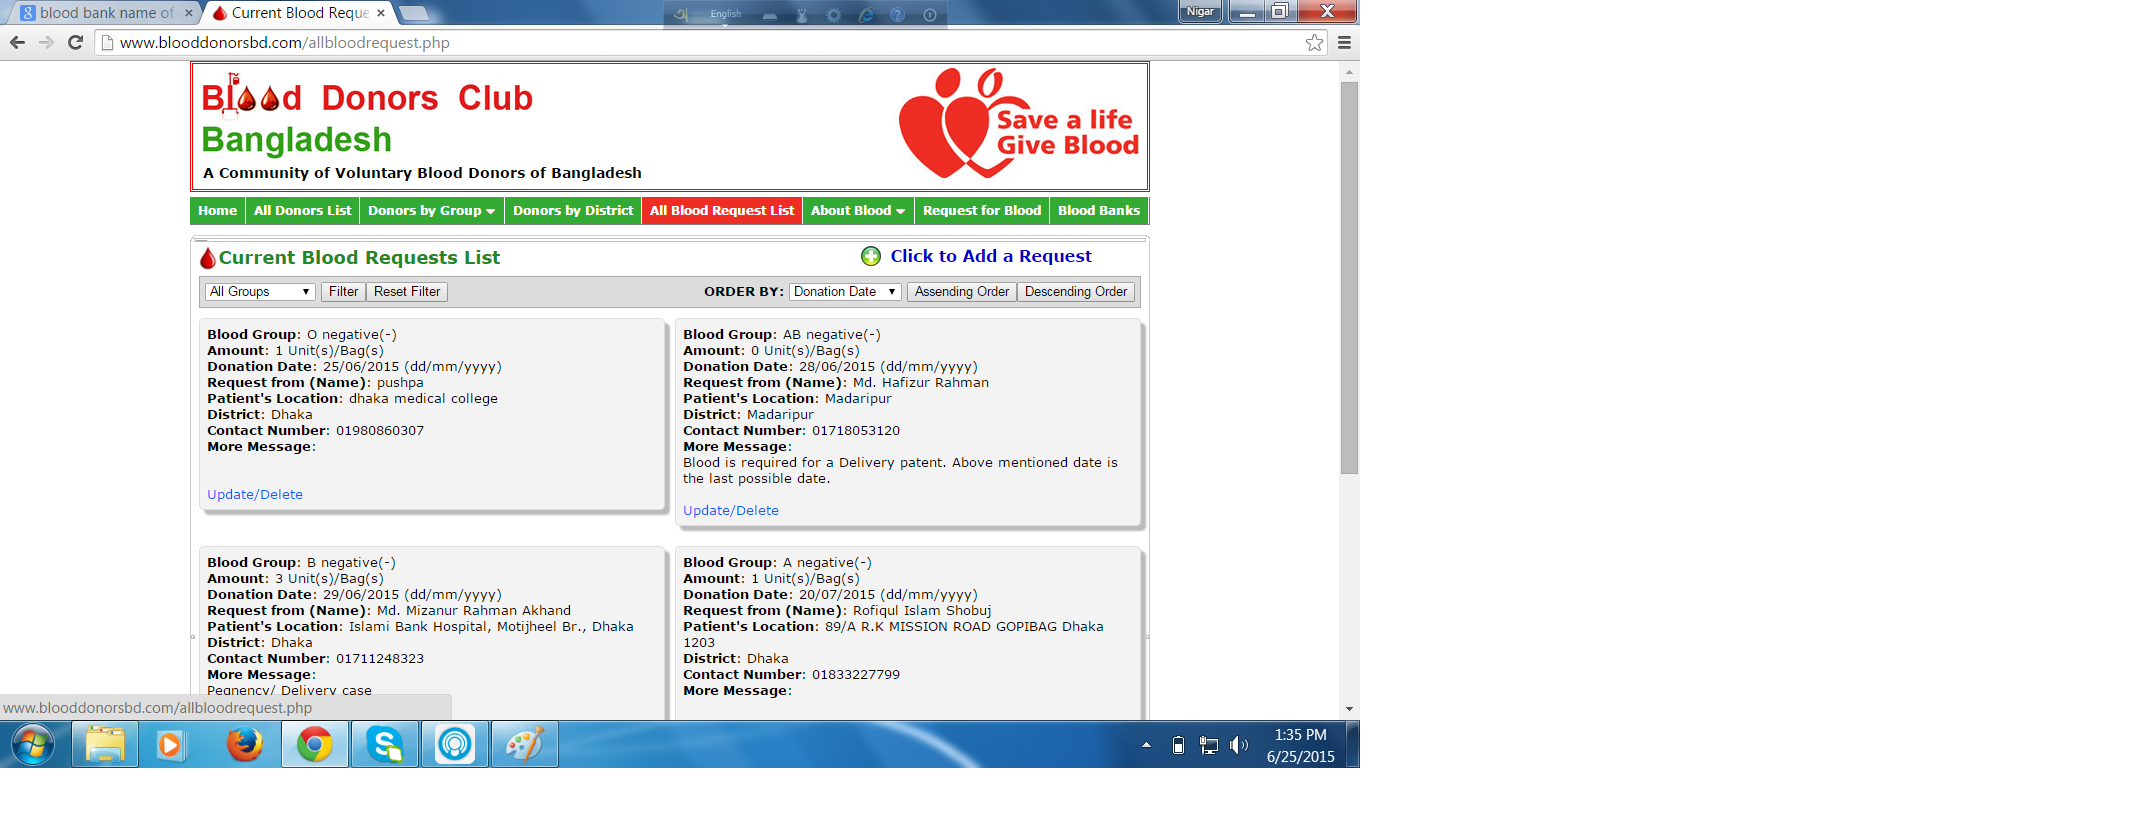 blood bank name of
Current Blood Reque
English
Nigar
www.blooddonorsbd.com/allbloodrequest.php
Blood Donors Club
Bangladesh
A Community of Voluntary Blood Donors of Bangladesh
Save a life
Give Blood
Home All Donors List Donors by Group Donors by District All Blood Request List About Blood Request for Blood Blood Banks
Current Blood Requests List
Click to Add a Request
All Groups Filter Reset Filter ORDER BY: Donation Date Assending Order Descending Order
Blood Group: O negative(-)
Amount: 1 Unit(s)/Bag(s)
Donation Date: 25/06/2015 (dd/mm/yyyy)
Request from (Name): pushpa
Patient's Location: dhaka medical college
District: Dhaka
Contact Number: 01980860307
More Message:
Update/Delete
Blood Group: AB negative(-)
Amount: 0 Unit(s)/Bag(s)
Donation Date: 28/06/2015 (dd/mm/yyyy)
Request from (Name): Md. Hafizur Rahman
Patient's Location: Madaripur
District: Madaripur
Contact Number: 01718053120
More Message:
Blood is required for a Delivery patent. Above mentioned date is
the last possible date.
Update/Delete
Blood Group: B negative(-)
Amount: 3 Unit(s)/Bag(s)
Donation Date: 29/06/2015 (dd/mm/yyyy)
Request from (Name): Md. Mizanur Rahman Akhand
Patient's Location: Islami Bank Hospital, Motijheel Br., Dhaka
District: Dhaka
Contact Number: 01711248323
More Message:
Pegnency/ Delivery case
Blood Group: A negative(-)
Amount: 1 Unit(s)/Bag(s)
Donation Date: 20/07/2015 (dd/mm/yyyy)
Request from (Name): Rofiqul Islam Shobuj
Patient's Location: 89/A R.K MISSION ROAD GOPIBAG Dhaka
1203
District: Dhaka
Contact Number: 01833227799
More Message:
www.blooddonorsbd.com/allbloodrequest.php
1:35 PM
6/25/2015